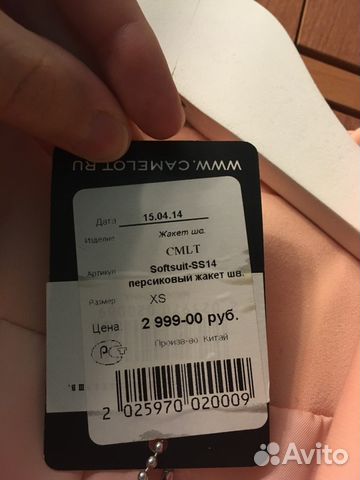 WWW.CAMELOT.RU
Дата 15.04.14
Изделие Жакет шв.
CMLT
Артикул Softsuit-SS14
персиковый жакет шв.
Размер XS
Цена: 2 999-00 руб.
Произв-во Китай
2 025970 020009
Avito